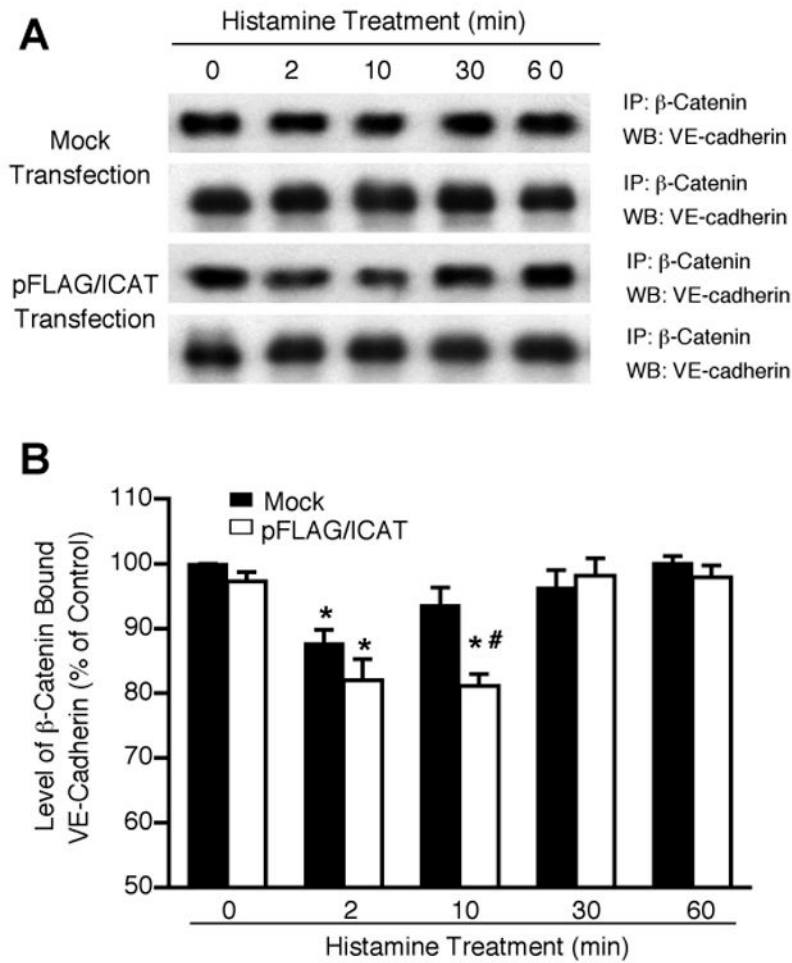 A
Histamine Treatment (min)
0 2 10 30 6 0
Mock
Transfection
IP: β-Catenin
WB: VE-cadherin
IP: β-Catenin
WB: VE-cadherin
pFLAG/ICAT
Transfection
IP: β-Catenin
WB: VE-cadherin
IP: β-Catenin
WB: VE-cadherin
B
Level of β-Catenin Bound
VE-Cadherin (% of Control)
110
100
90
80
70
60
50
Mock
pFLAG/ICAT
*
*
* #
0 2 10 30 60
Histamine Treatment (min)